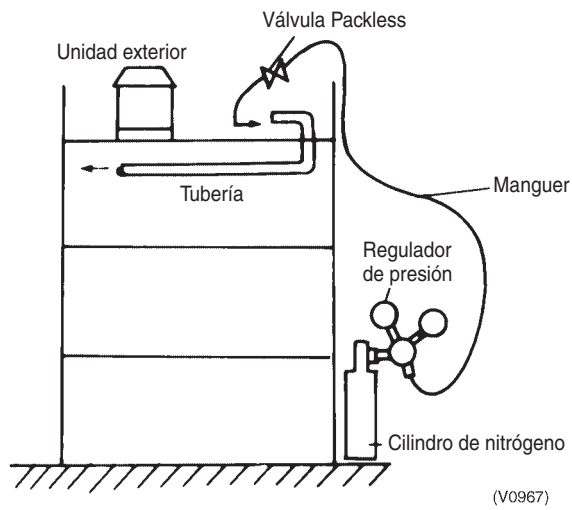 Válvula Packless
Unidad exterior
Tubería
Manguer
Regulador
de presión
Cilindro de nitrógeno
(V0967)